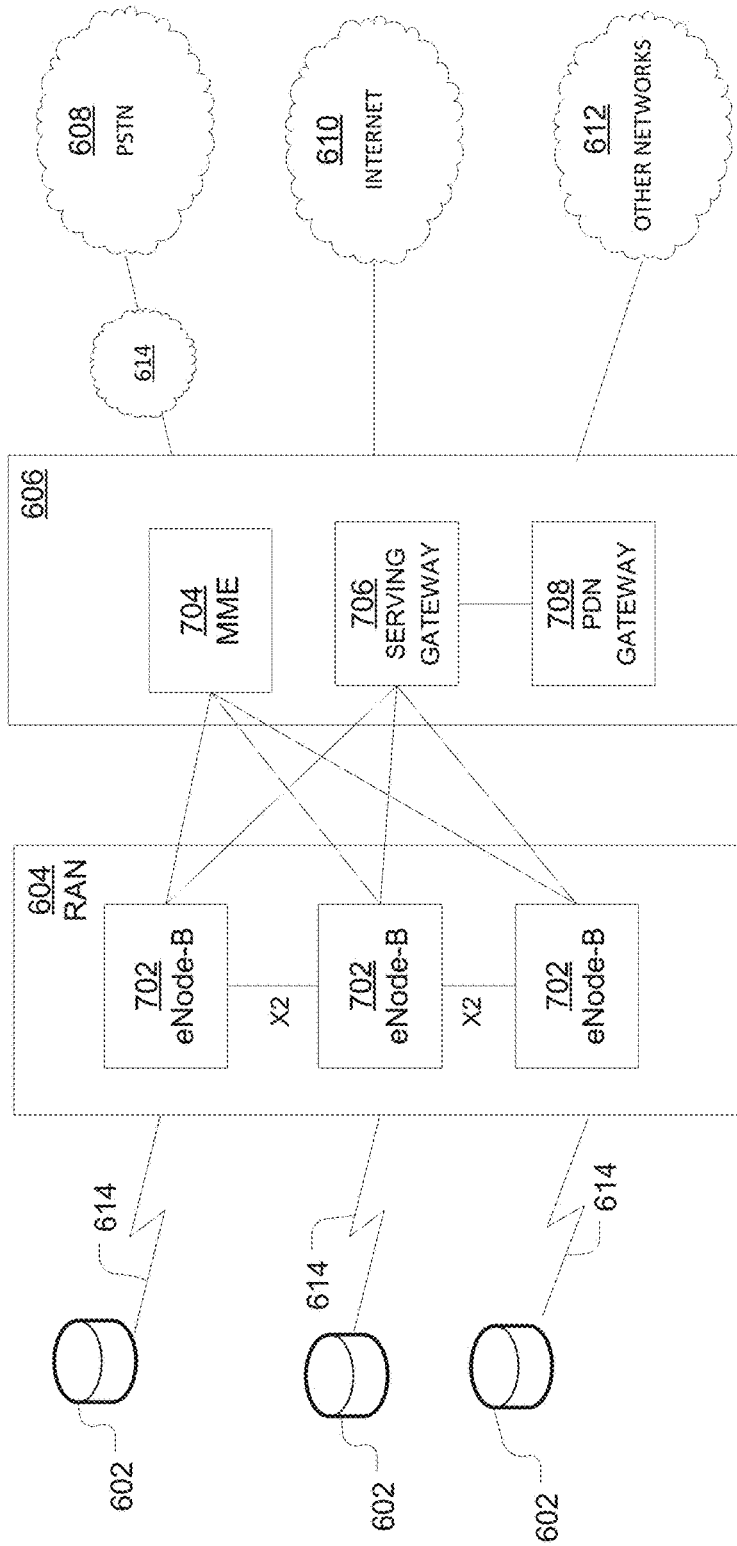 602
614
602
614
602
614
604
RAN
702
eNode-B
X2
702
eNode-B
X2
702
eNode-B
606
704
MME
706
SERVING
GATEWAY
708
PDN
GATEWAY
614
608
PSTN
610
INTERNET
612
OTHER NETWORKS